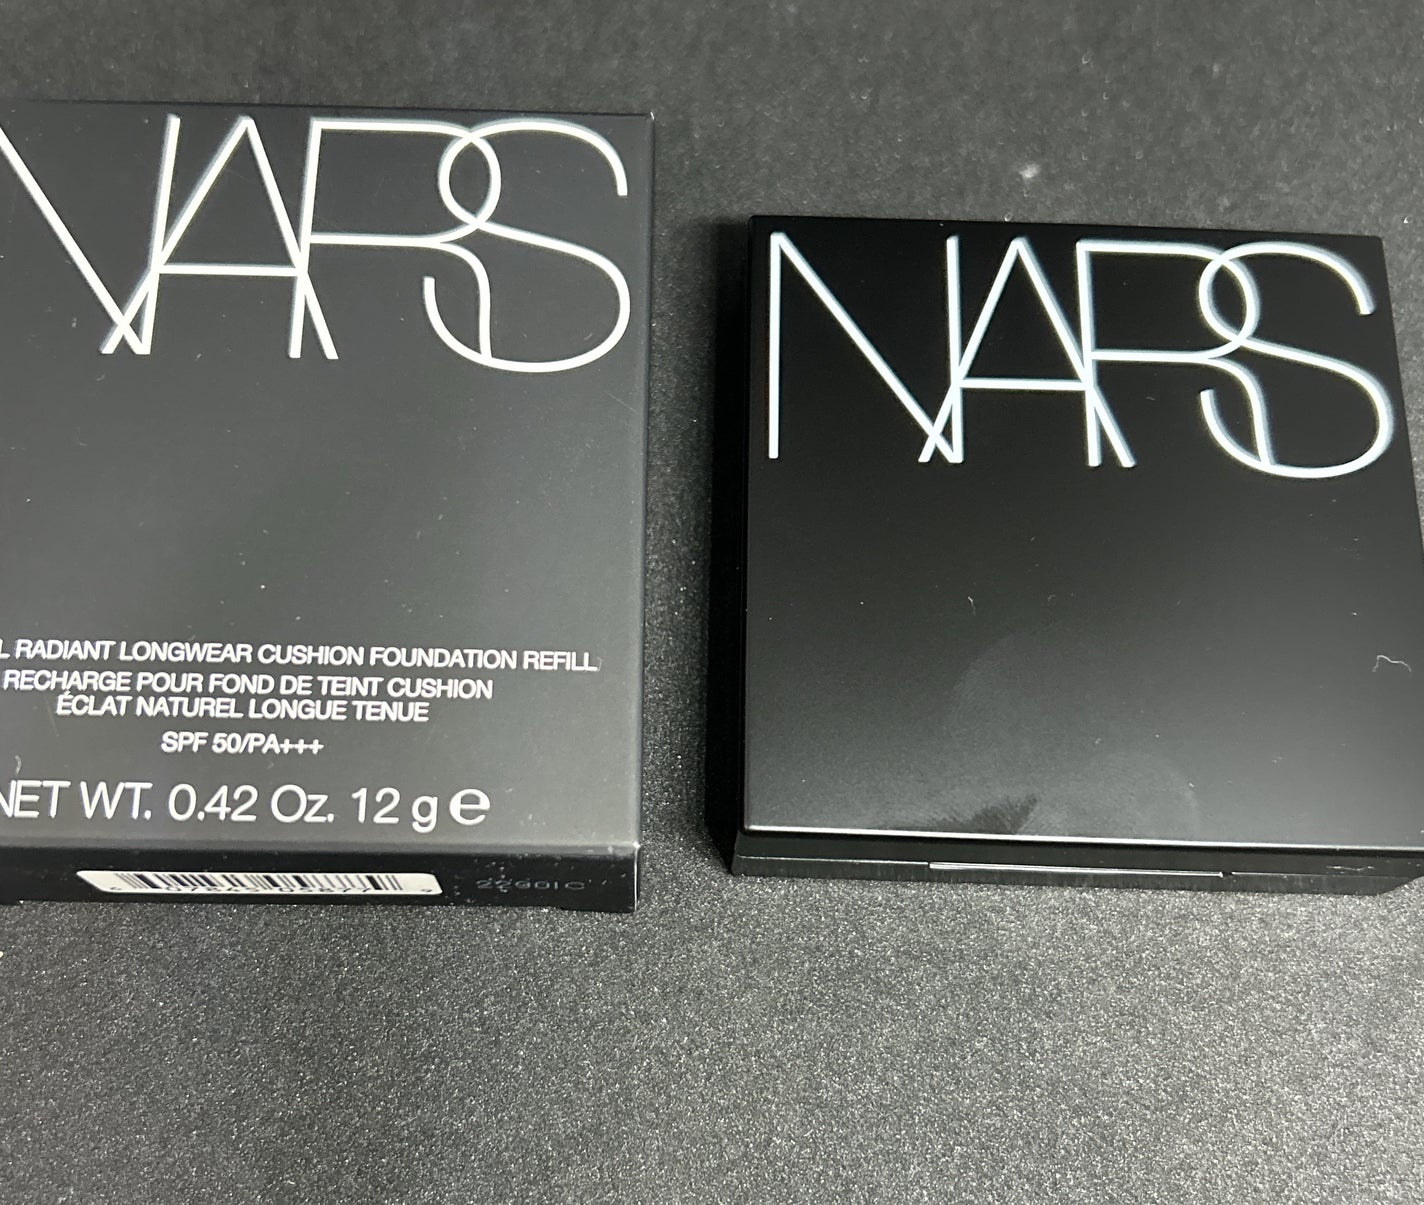 NARS
L RADIANT LONGWEAR CUSHION FOUNDATION REFILL
RECHARGE POUR FOND DE TEINT CUSHION
ÉCLAT NATUREL LONGUE TENUE
SPF 50/PA+++
NET WT. 0.42 Oz. 12 g e
NARS